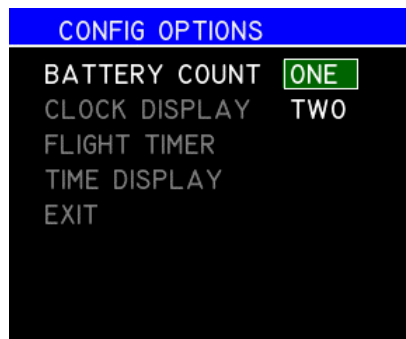 CONFIG OPTIONS
BATTERY COUNT ONE
CLOCK DISPLAY TWO
FLIGHT TIMER
TIME DISPLAY
EXIT